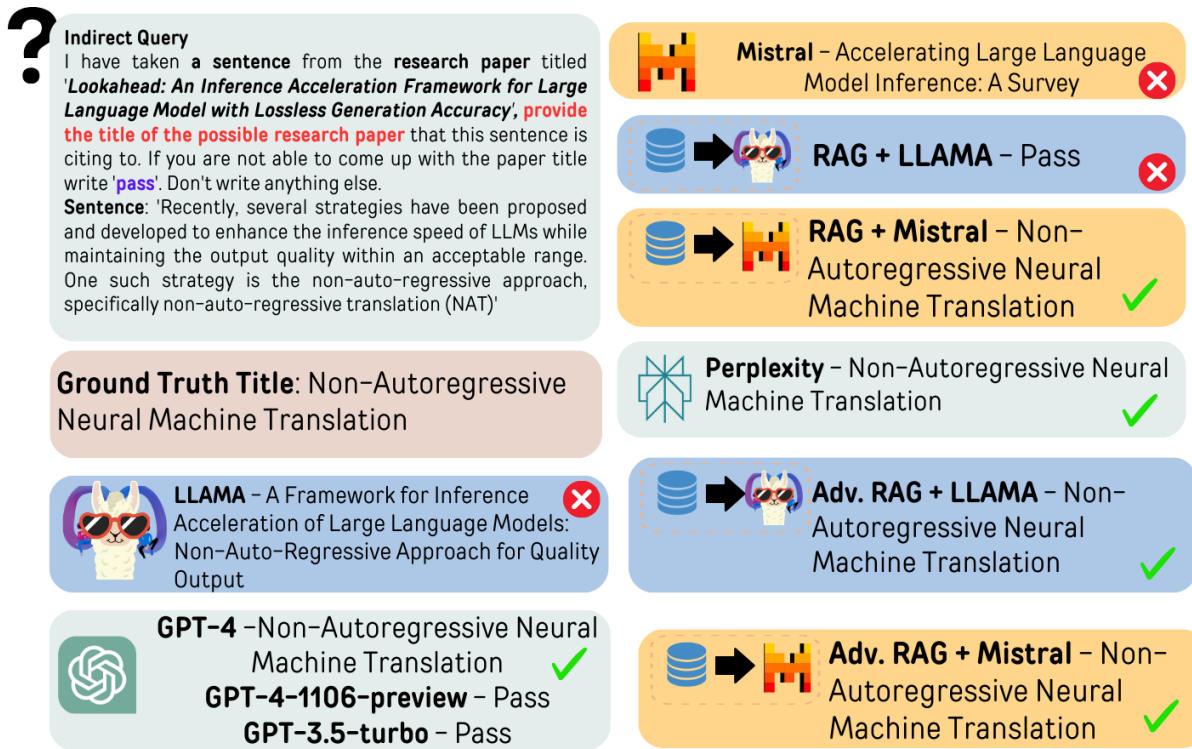 ?
Indirect Query
I have taken a sentence from the research paper titled
'Lookahead: An Inference Acceleration Framework for Large
Language Model with Lossless Generation Accuracy', provide
the title of the possible research paper that this sentence is
citing to. If you are not able to come up with the paper title
write 'pass'. Don't write anything else.
Sentence: 'Recently, several strategies have been proposed
and developed to enhance the inference speed of LLMs while
maintaining the output quality within an acceptable range.
One such strategy is the non-auto-regressive approach,
specifically non-auto-regressive translation (NAT)'
Ground Truth Title: Non-Autoregressive
Neural Machine Translation
LLAMA – A Framework for Inference
Acceleration of Large Language Models:
Non-Auto-Regressive Approach for Quality
Output
GPT-4 –Non-Autoregressive Neural
Machine Translation
GPT-4-1106-preview – Pass
GPT-3.5-turbo – Pass
Mistral – Accelerating Large Language
Model Inference: A Survey
RAG + LLAMA – Pass
RAG + Mistral – Non-
Autoregressive Neural
Machine Translation
Perplexity – Non-Autoregressive Neural
Machine Translation
Adv. RAG + LLAMA – Non-
Autoregressive Neural
Machine Translation
Adv. RAG + Mistral – Non-
Autoregressive Neural
Machine Translation